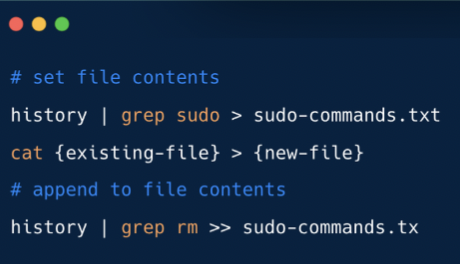 # set file contents
history | grep sudo > sudo-commands.txt
cat {existing-file} > {new-file}
# append to file contents
history | grep rm >> sudo-commands.tx